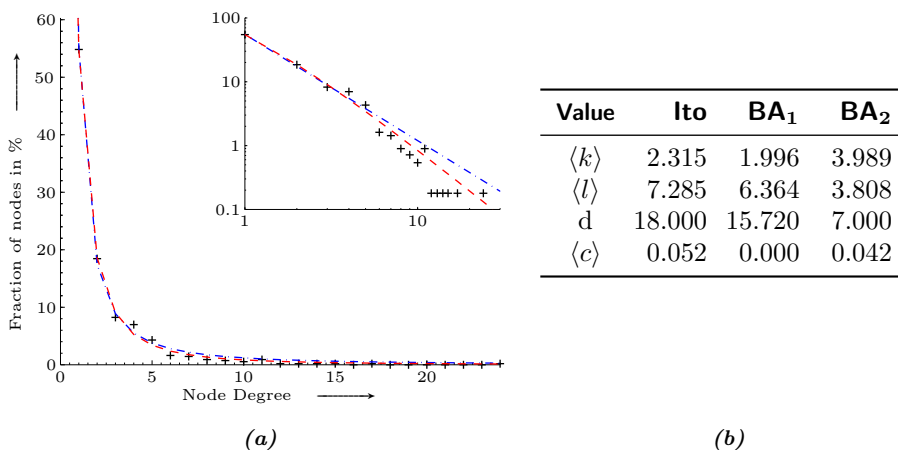 60
50
40
30
20
10
0
Fraction of nodes in %
0 5 10 15 20
Node Degree
100
10
1
0.1
1 10
Value Ito BA₁ BA₂
⟨k⟩ 2.315 1.996 3.989
⟨l⟩ 7.285 6.364 3.808
d 18.000 15.720 7.000
⟨c⟩ 0.052 0.000 0.042
(a) (b)